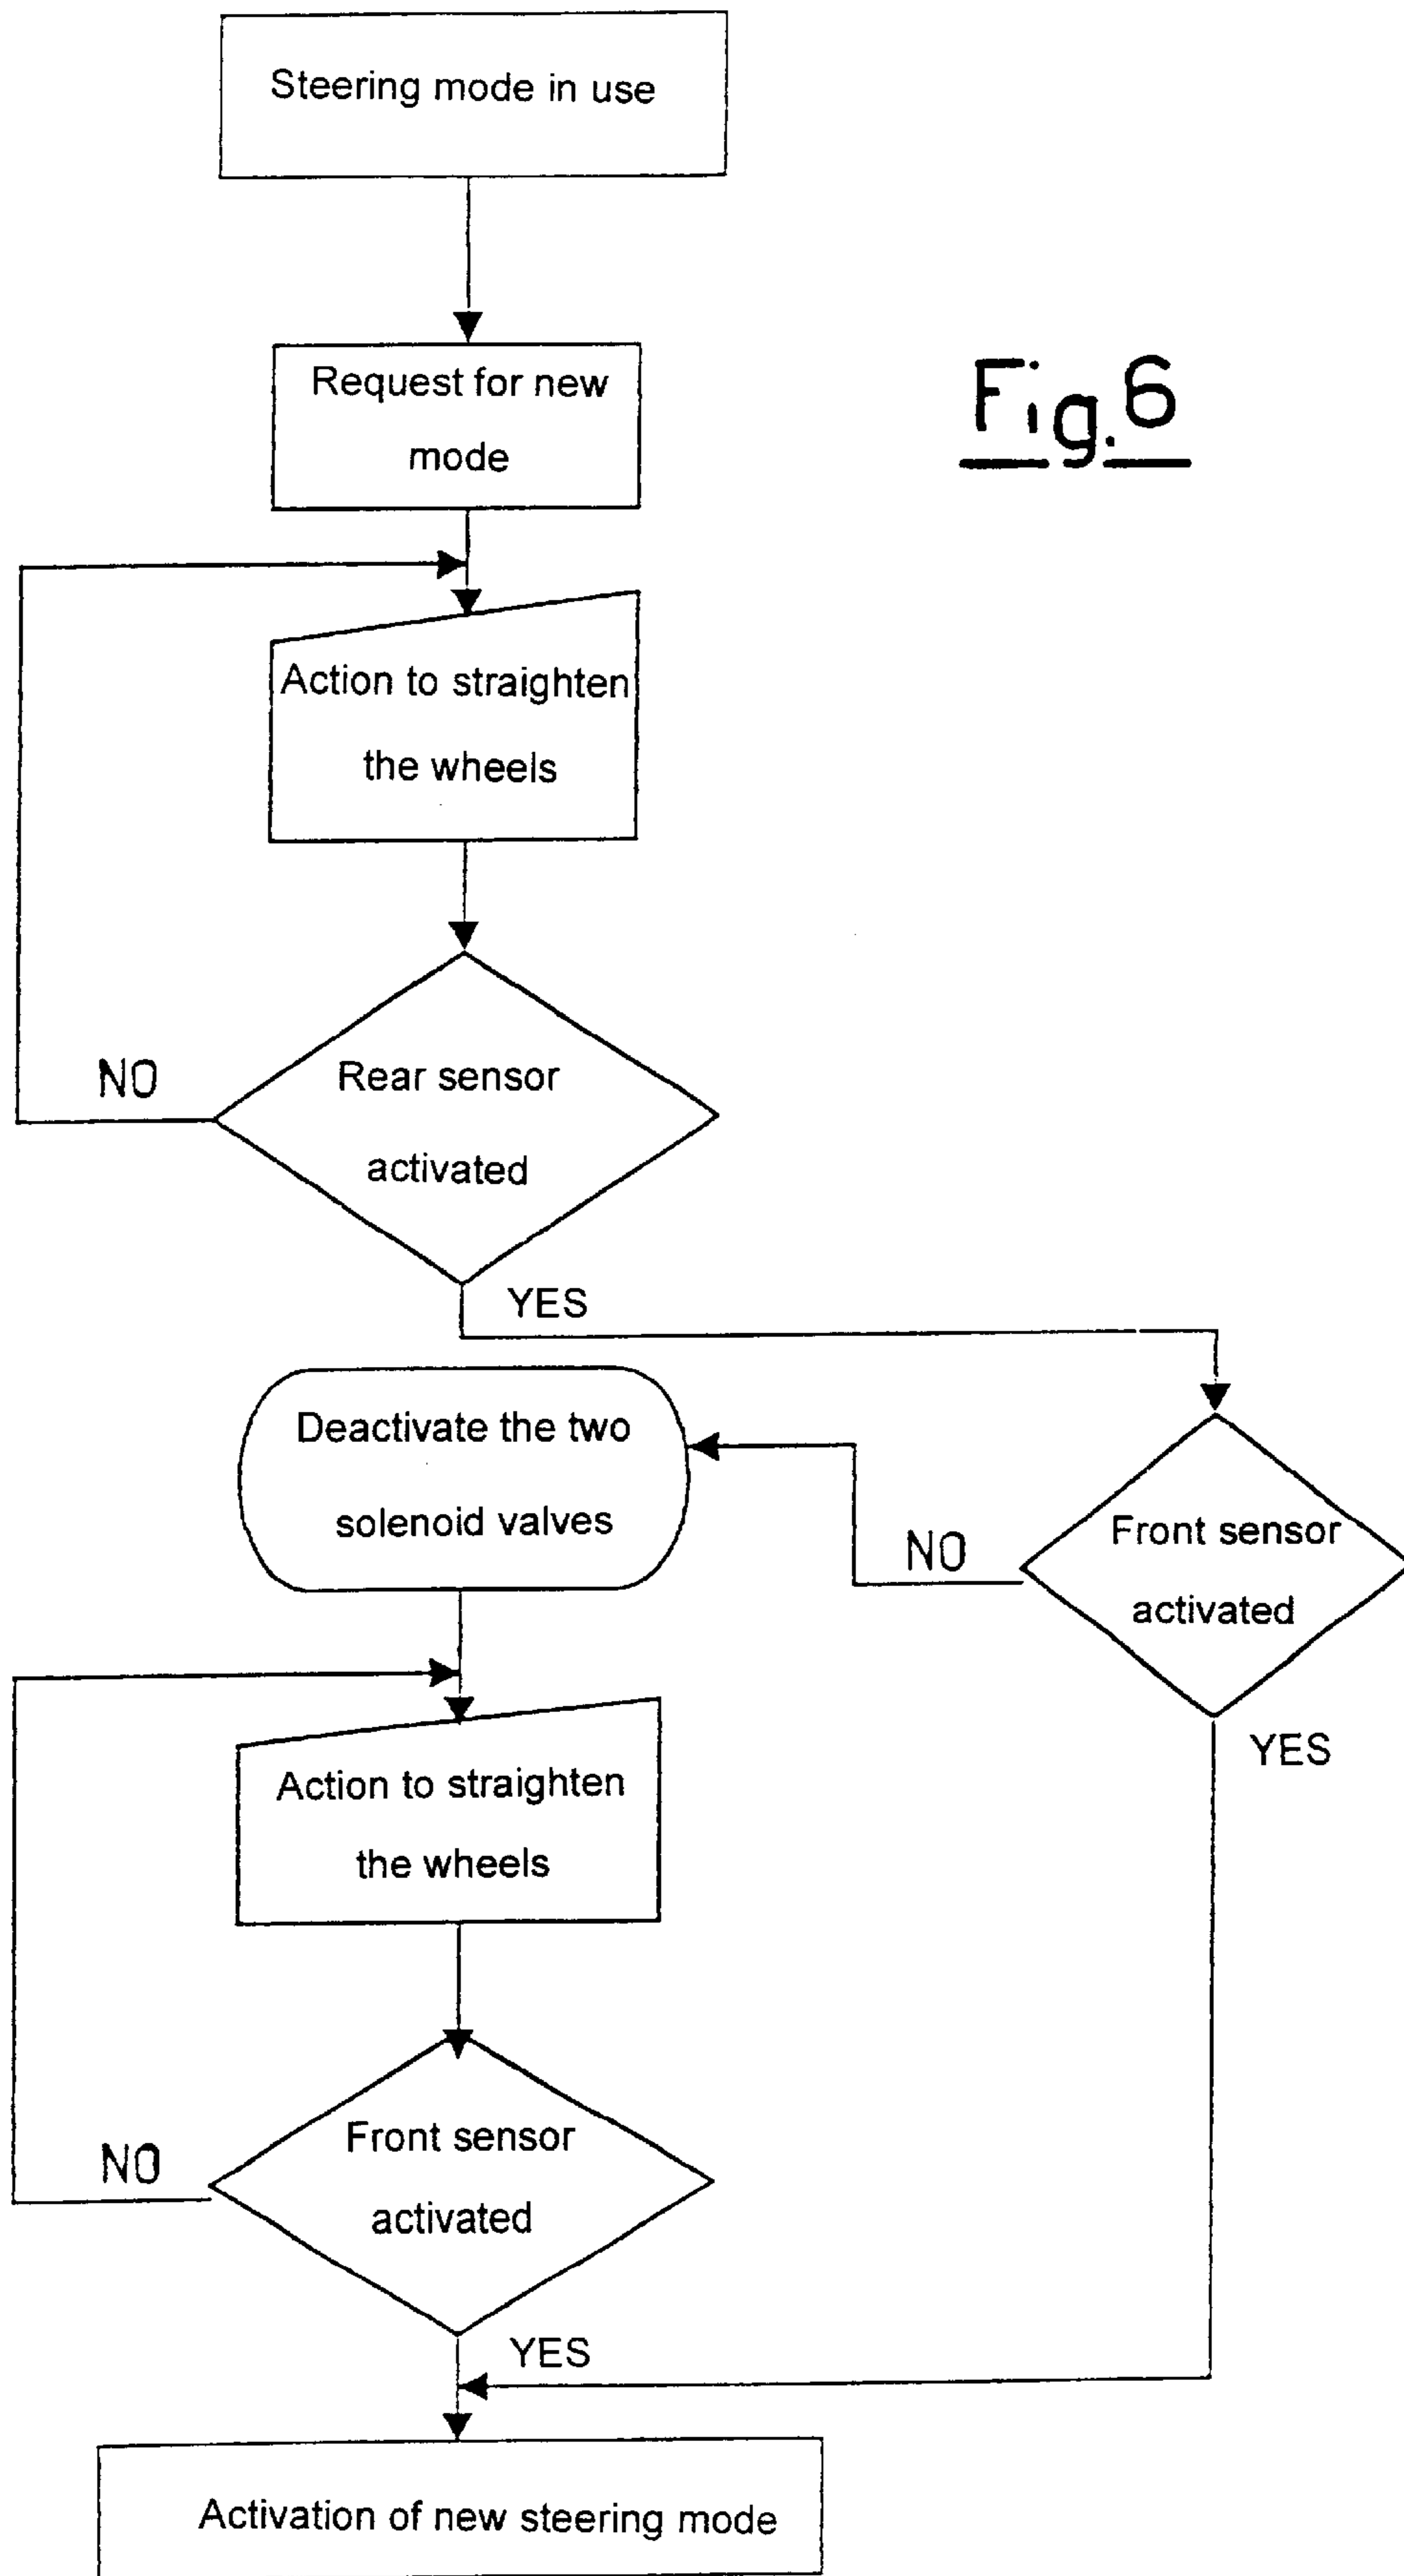 Steering mode in use
Request for new
mode
Fig.6
Action to straighten
the wheels
NO
Rear sensor
activated
YES
Deactivate the two
solenoid valves
NO
Front sensor
activated
YES
Action to straighten
the wheels
NO
Front sensor
activated
YES
Activation of new steering mode